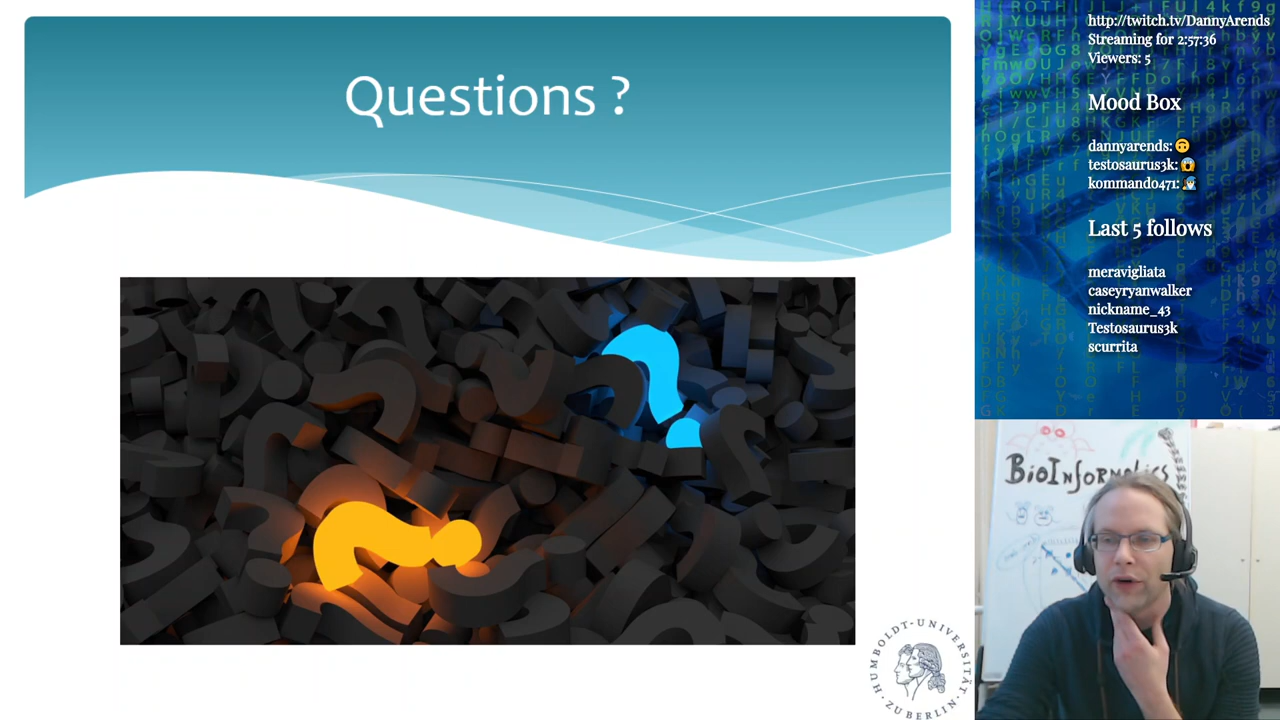 Questions ?
http://twitch.tv/DannyArends
Streaming for 2:57:36
Viewers: 5
Mood Box
dannyarends: 🙃
testosaurus3k: 😱
kommando471:
Last 5 follows
meravigliata
caseyryanwalker
nickname_43
Testosaurus3k
scurrita
BioInformatics
HUMBOLDT-UNIVERSITÄT
ZU BERLIN